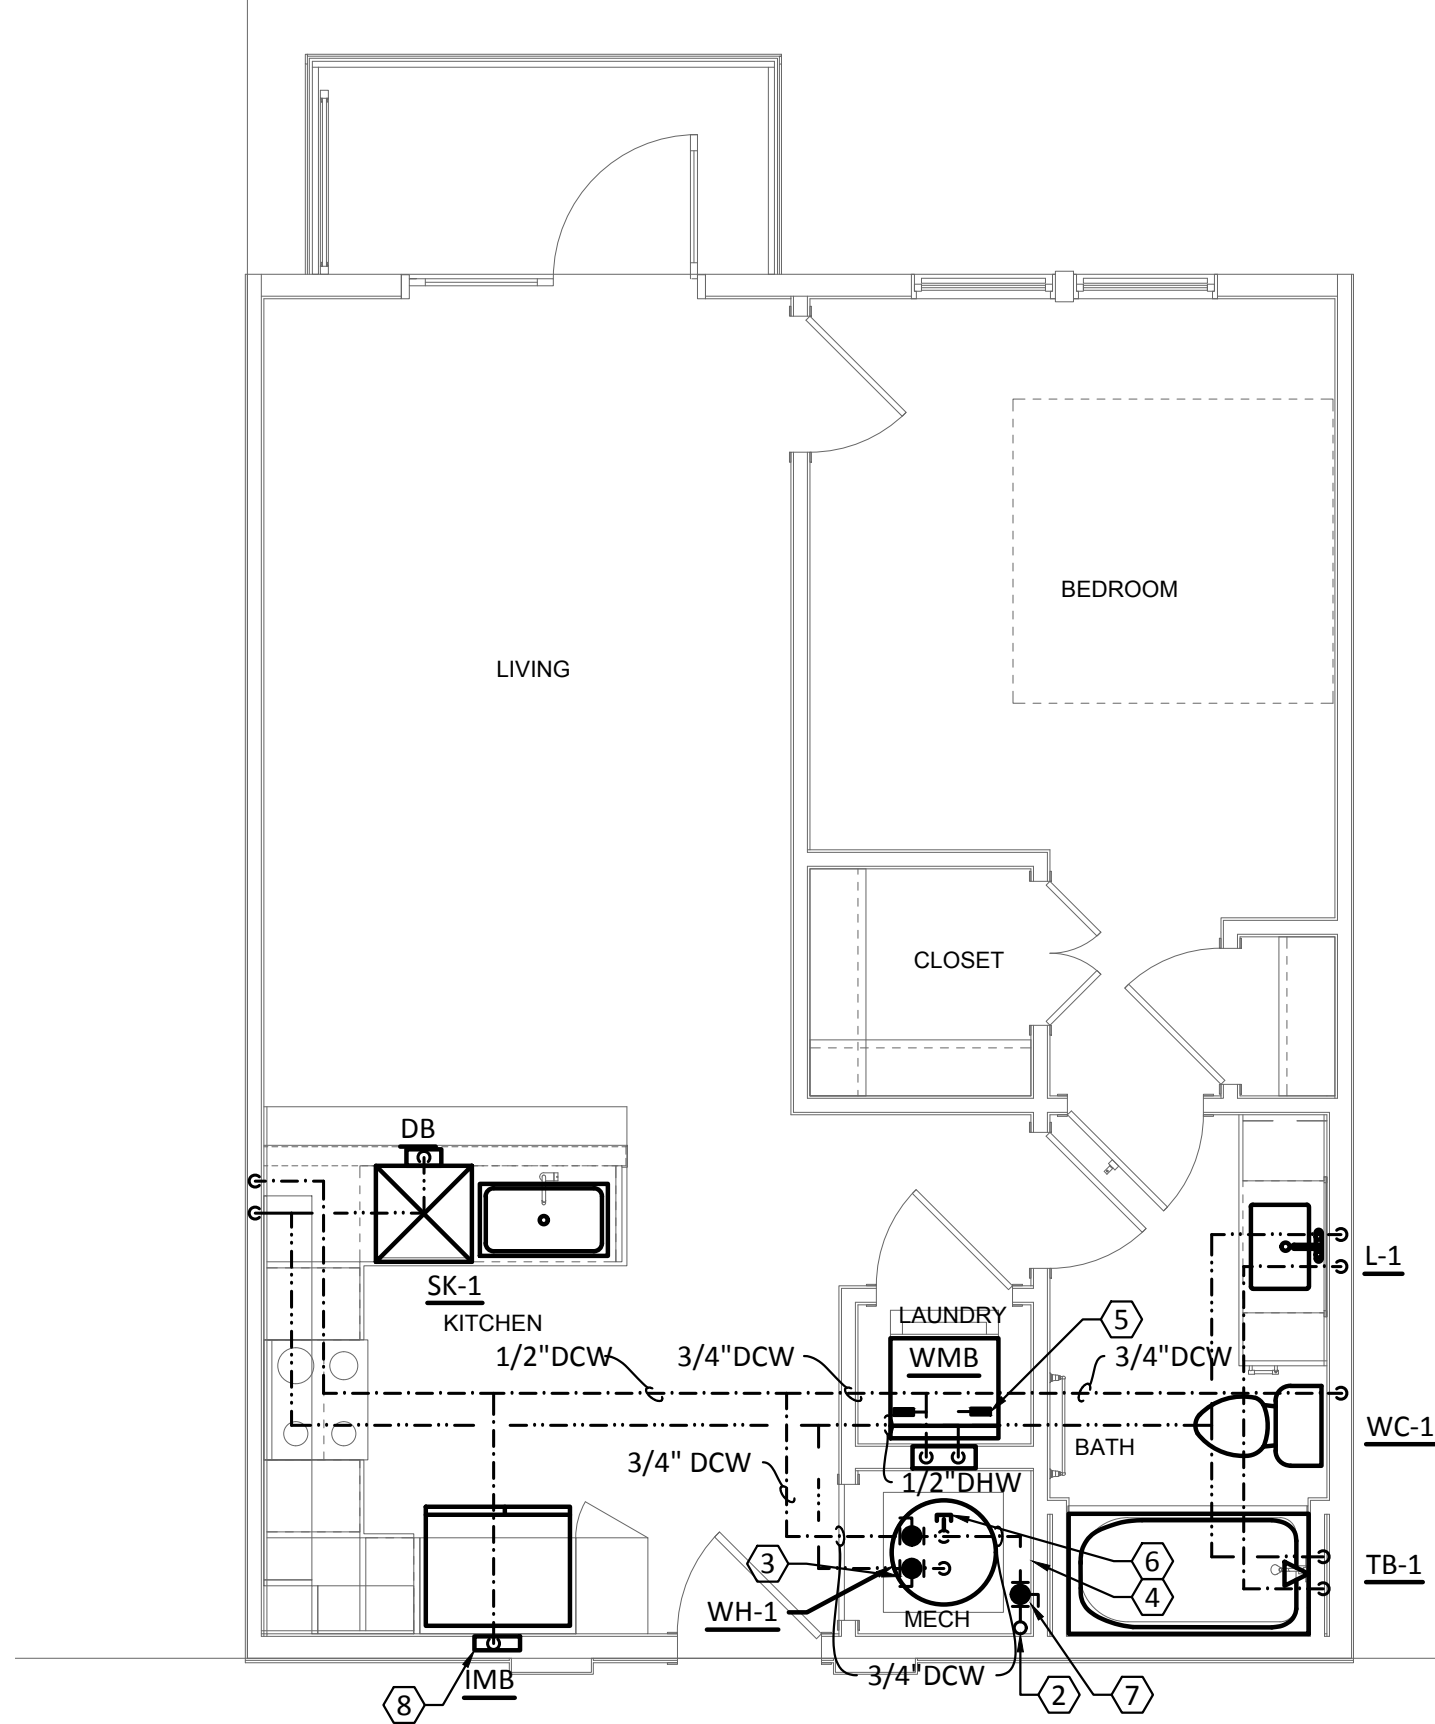 BEDROOM
LIVING
CLOSET
DB
SK-1
KITCHEN
L-1
LAUNDRY
5
1/2"DCW
3/4"DCW
WMB
3/4"DCW
WC-1
BATH
3/4" DCW
1/2"DHW
3
6
TB-1
4
WH-1
MECH
3/4"DCW
IMB
8
2
7